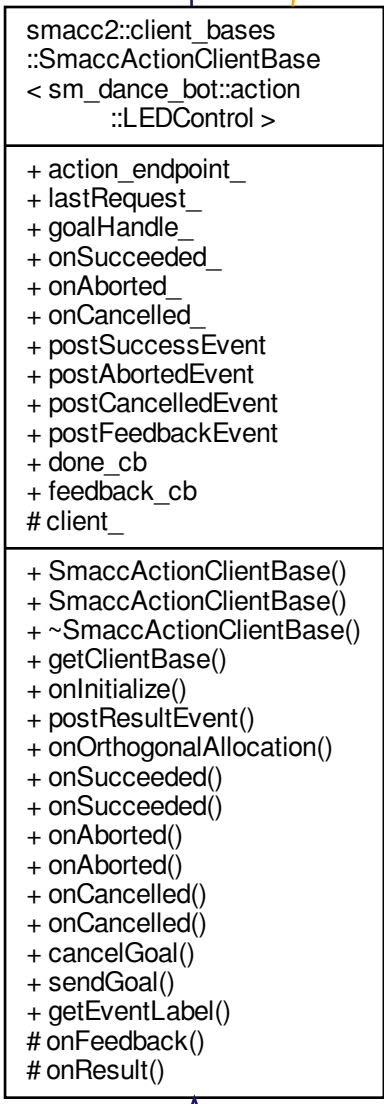 smacc2::client_bases
::SmaccActionClientBase
< sm_dance_bot::action
::LEDControl >
+ action_endpoint_
+ lastRequest_
+ goalHandle_
+ onSucceeded_
+ onAborted_
+ onCancelled_
+ postSuccessEvent
+ postAbortedEvent
+ postCancelledEvent
+ postFeedbackEvent
+ done_cb
+ feedback_cb
# client_
+ SmaccActionClientBase()
+ SmaccActionClientBase()
+ ~SmaccActionClientBase()
+ getClientBase()
+ onInitialize()
+ postResultEvent()
+ onOrthogonalAllocation()
+ onSucceeded()
+ onSucceeded()
+ onAborted()
+ onAborted()
+ onCancelled()
+ onCancelled()
+ cancelGoal()
+ sendGoal()
+ getEventLabel()
# onFeedback()
# onResult()